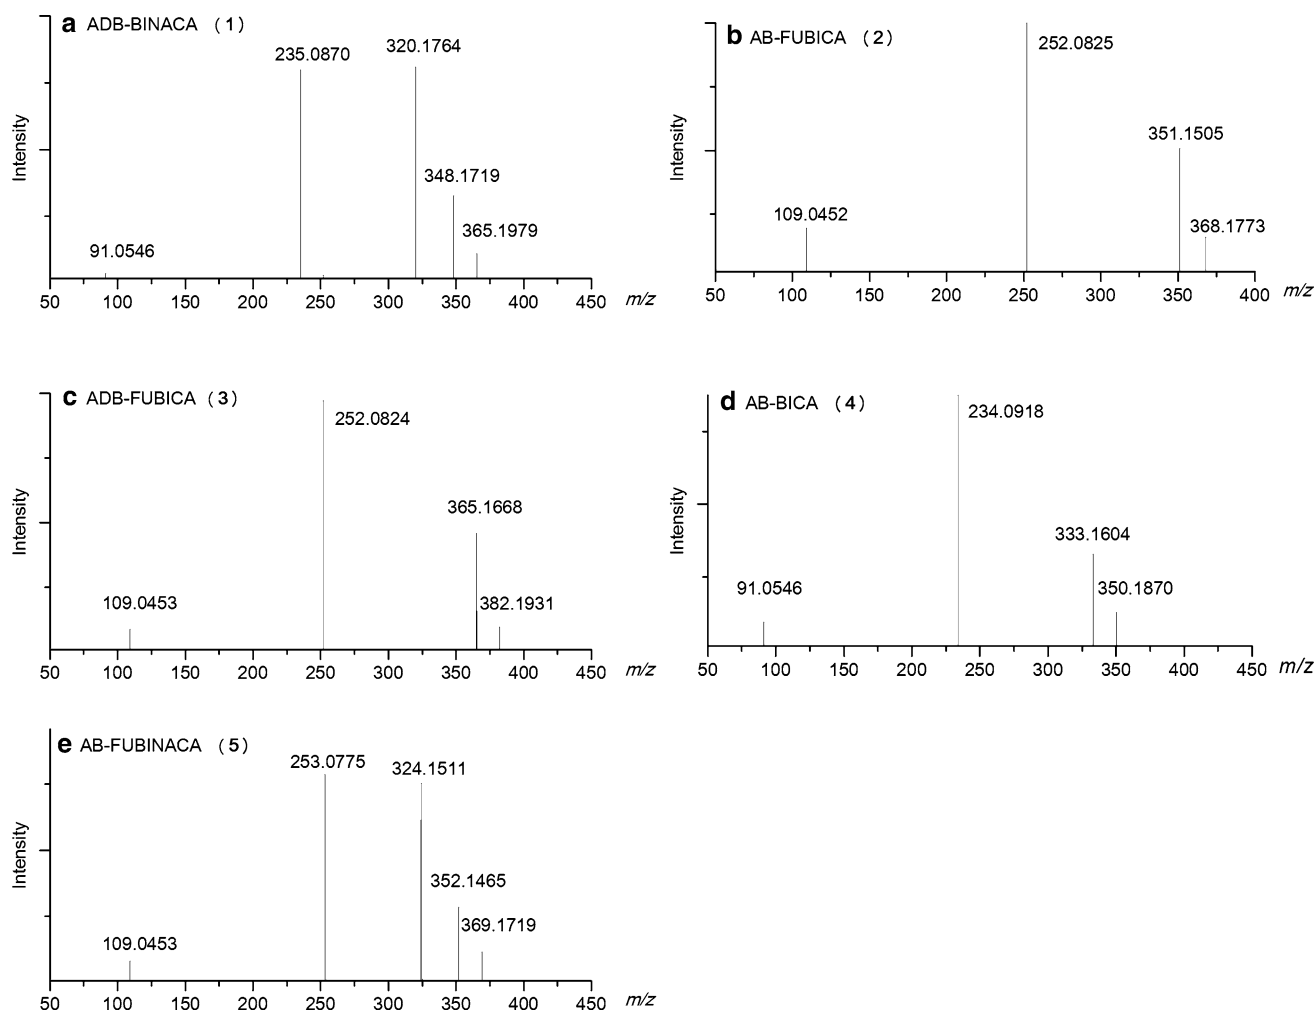 a ADB-BINACA (1)
235.0870
320.1764
348.1719
365.1979
91.0546
Intensity
50 100 150 200 250 300 350 400 450 m/z
b AB-FUBICA (2)
252.0825
351.1505
109.0452
368.1773
Intensity
50 100 150 200 250 300 350 400 m/z
c ADB-FUBICA (3)
252.0824
365.1668
109.0453
382.1931
Intensity
50 100 150 200 250 300 350 400 450 m/z
d AB-BICA (4)
234.0918
333.1604
91.0546
350.1870
Intensity
50 100 150 200 250 300 350 400 450 m/z
e AB-FUBINACA (5)
253.0775
324.1511
352.1465
369.1719
109.0453
Intensity
50 100 150 200 250 300 350 400 450 m/z